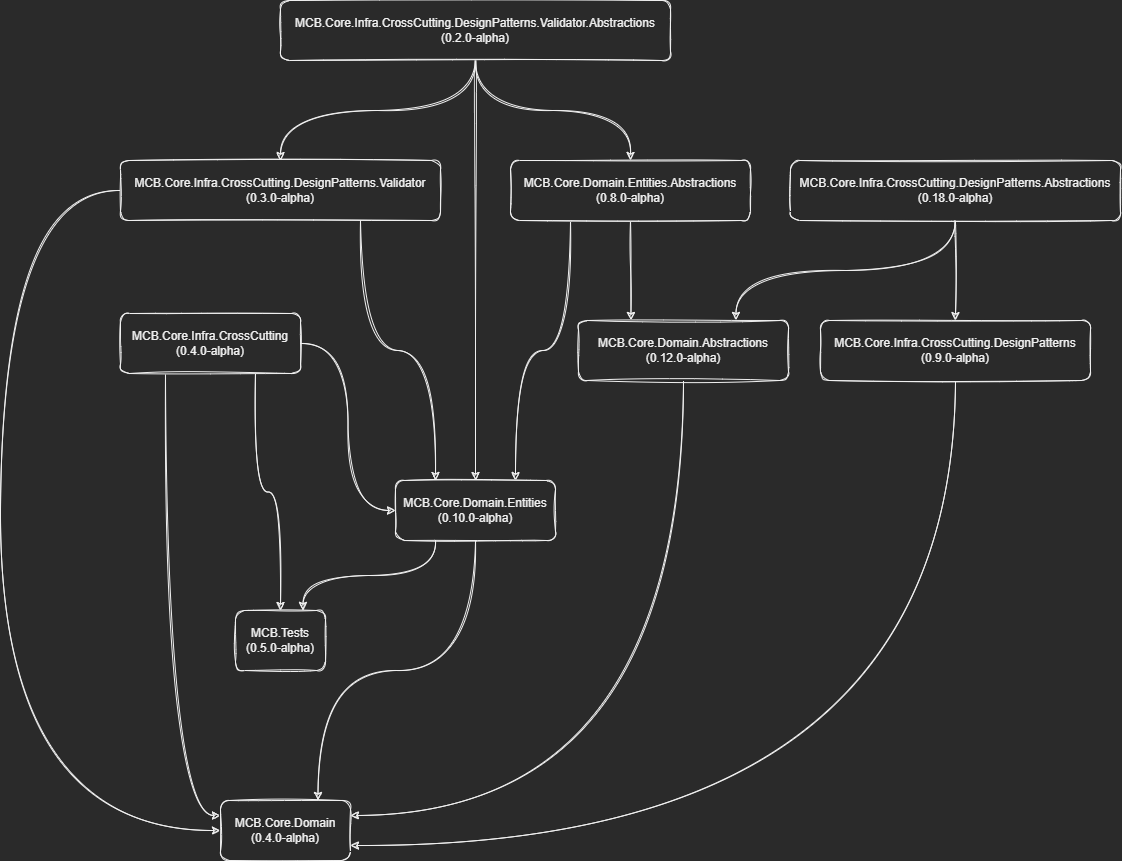 MCB.Core.Infra.CrossCutting.DesignPatterns.Validator.Abstractions
(0.2.0-alpha)
MCB.Core.Infra.CrossCutting.DesignPatterns.Validator
(0.3.0-alpha)
MCB.Core.Domain.Entities.Abstractions
(0.8.0-alpha)
MCB.Core.Infra.CrossCutting.DesignPatterns.Abstractions
(0.18.0-alpha)
MCB.Core.Infra.CrossCutting
(0.4.0-alpha)
MCB.Core.Domain.Abstractions
(0.12.0-alpha)
MCB.Core.Infra.CrossCutting.DesignPatterns
(0.9.0-alpha)
MCB.Core.Domain.Entities
(0.10.0-alpha)
MCB.Tests
(0.5.0-alpha)
MCB.Core.Domain
(0.4.0-alpha)